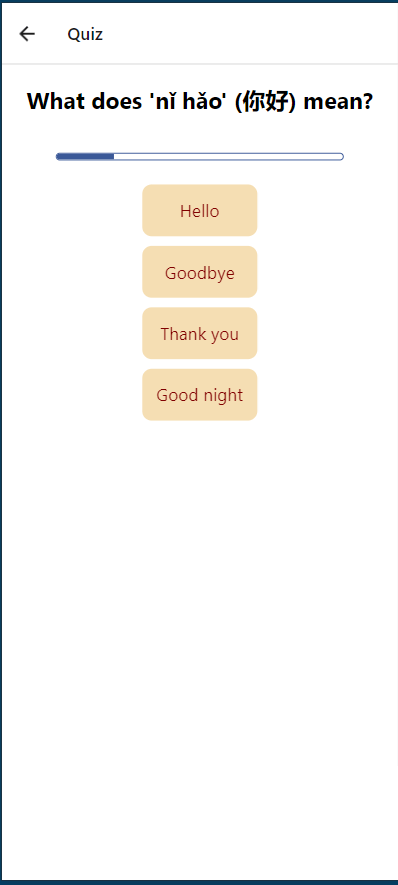 Quiz
What does 'nǐ hǎo' (你好) mean?
Hello
Goodbye
Thank you
Good night